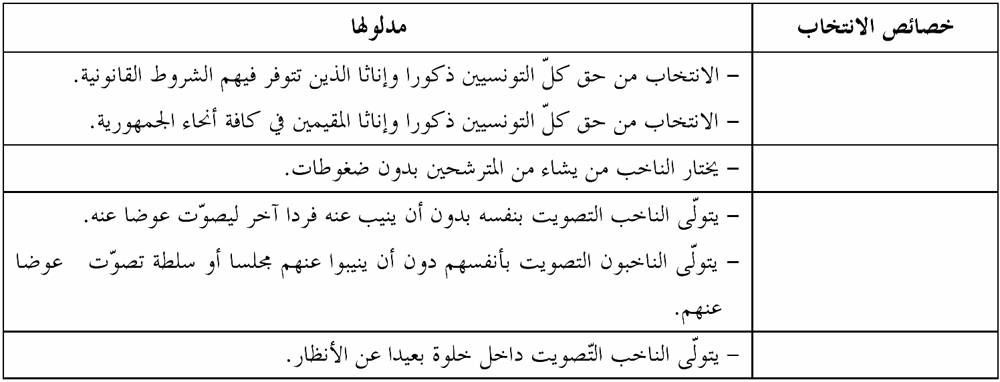 خصائص الانتخاب
مدلولها
– الانتخاب من حق كلّ التونسيين ذكورا وإناثا الذين تتوفر فيهم الشروط القانونية.
– الانتخاب من حق كلّ التونسيين ذكورا وإناثا المقيمين في كافة أنحاء الجمهورية.
– يختار الناخب من يشاء من المترشحين بدون ضغوطات.
– يتولّى الناخب التصويت بنفسه بدون أن ينيب عنه فردا آخر ليصوّت عوضا عنه.
– يتولّى الناخبون التصويت بأنفسهم دون أن ينيبوا عنهم مجلسا أو سلطة تصوّت عوضا
عنهم.
– يتولّى الناخب التّصويت داخل خلوة بعيدا عن الأنظار.